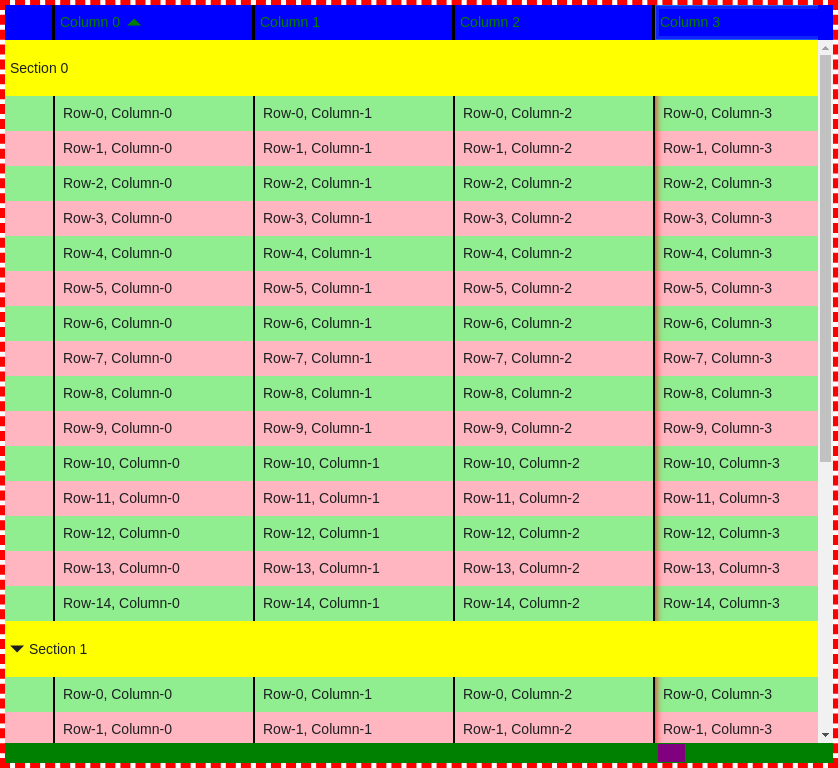 Column 0 Column 1 Column 2 Column 3
Section 0
Row-0, Column-0 Row-0, Column-1 Row-0, Column-2 Row-0, Column-3
Row-1, Column-0 Row-1, Column-1 Row-1, Column-2 Row-1, Column-3
Row-2, Column-0 Row-2, Column-1 Row-2, Column-2 Row-2, Column-3
Row-3, Column-0 Row-3, Column-1 Row-3, Column-2 Row-3, Column-3
Row-4, Column-0 Row-4, Column-1 Row-4, Column-2 Row-4, Column-3
Row-5, Column-0 Row-5, Column-1 Row-5, Column-2 Row-5, Column-3
Row-6, Column-0 Row-6, Column-1 Row-6, Column-2 Row-6, Column-3
Row-7, Column-0 Row-7, Column-1 Row-7, Column-2 Row-7, Column-3
Row-8, Column-0 Row-8, Column-1 Row-8, Column-2 Row-8, Column-3
Row-9, Column-0 Row-9, Column-1 Row-9, Column-2 Row-9, Column-3
Row-10, Column-0 Row-10, Column-1 Row-10, Column-2 Row-10, Column-3
Row-11, Column-0 Row-11, Column-1 Row-11, Column-2 Row-11, Column-3
Row-12, Column-0 Row-12, Column-1 Row-12, Column-2 Row-12, Column-3
Row-13, Column-0 Row-13, Column-1 Row-13, Column-2 Row-13, Column-3
Row-14, Column-0 Row-14, Column-1 Row-14, Column-2 Row-14, Column-3
Section 1
Row-0, Column-0 Row-0, Column-1 Row-0, Column-2 Row-0, Column-3
Row-1, Column-0 Row-1, Column-1 Row-1, Column-2 Row-1, Column-3